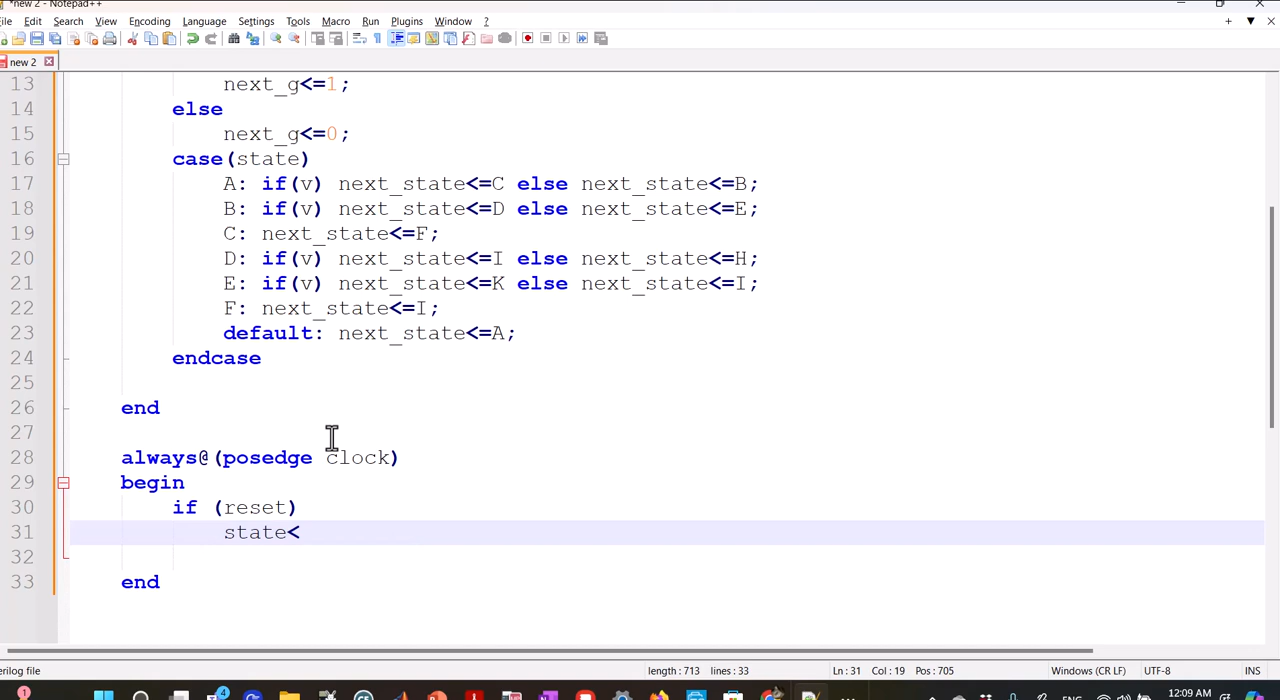 *new 2 - Notepad++
File Edit Search View Encoding Language Settings Tools Macro Run Plugins Window ?
new 2
13 next_g<=1;
14 else
15 next_g<=0;
16 case(state)
17 A: if(v) next_state<=C else next_state<=B;
18 B: if(v) next_state<=D else next_state<=E;
19 C: next_state<=F;
20 D: if(v) next_state<=I else next_state<=H;
21 E: if(v) next_state<=K else next_state<=I;
22 F: next_state<=I;
23 default: next_state<=A;
24 endcase
25
26 end
27
28 always@(posedge clock)
29 begin
30 if (reset)
31 state<
32
33 end
erilog file length : 713 lines : 33 Ln : 31 Col : 19 Pos : 705 Windows (CR LF) UTF-8 INS
ENG 12:09 AM